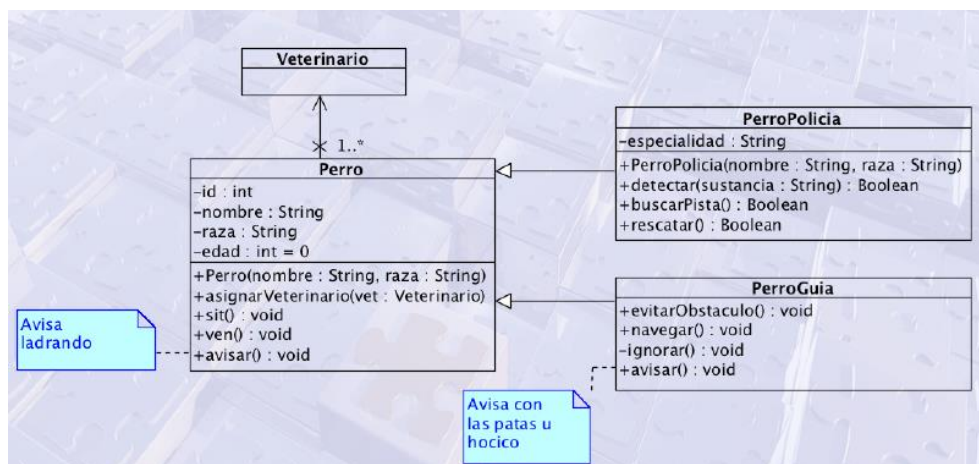 Veterinario
1..*
Perro
-id : int
-nombre : String
-raza : String
-edad : int = 0
+Perro(nombre : String, raza : String)
+asignarVeterinario(vet : Veterinario)
+sit() : void
+ven() : void
+avisar() : void
Avisa
ladrando
PerroPolicia
-especialidad : String
+PerroPolicia(nombre : String, raza : String)
+detectar(sustancia : String) : Boolean
+buscarPista() : Boolean
+rescatar() : Boolean
PerroGuia
+evitarObstaculo() : void
+navegar() : void
-ignorar() : void
+avisar() : void
Avisa con
las patas u
hocico